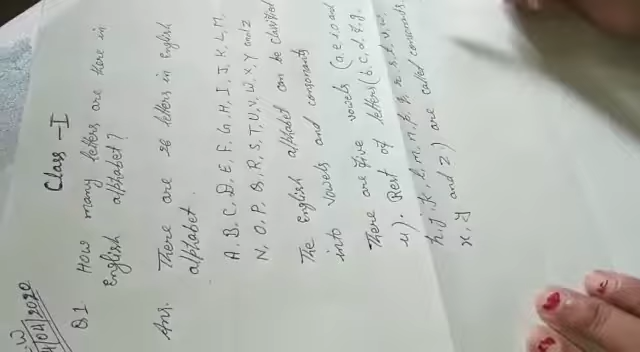 Class - I
/04/2020
Q1. How many letters are there in
English alphabet?
Ans. There are 26 letters in English
alphabet.
A, B, C, D, E, F, G, H, I, J, K, L, M,
N, O, P, Q, R, S, T, U, V, W, X, Y and Z
The English alphabet can be classified
into vowels and consonants
There are five vowels (a, e, i, o and
u). Rest of letters (b, c, d, f, g,
h, j, k, l, m, n, p, q, r, s, t, v, w,
x, y and z) are called consonants